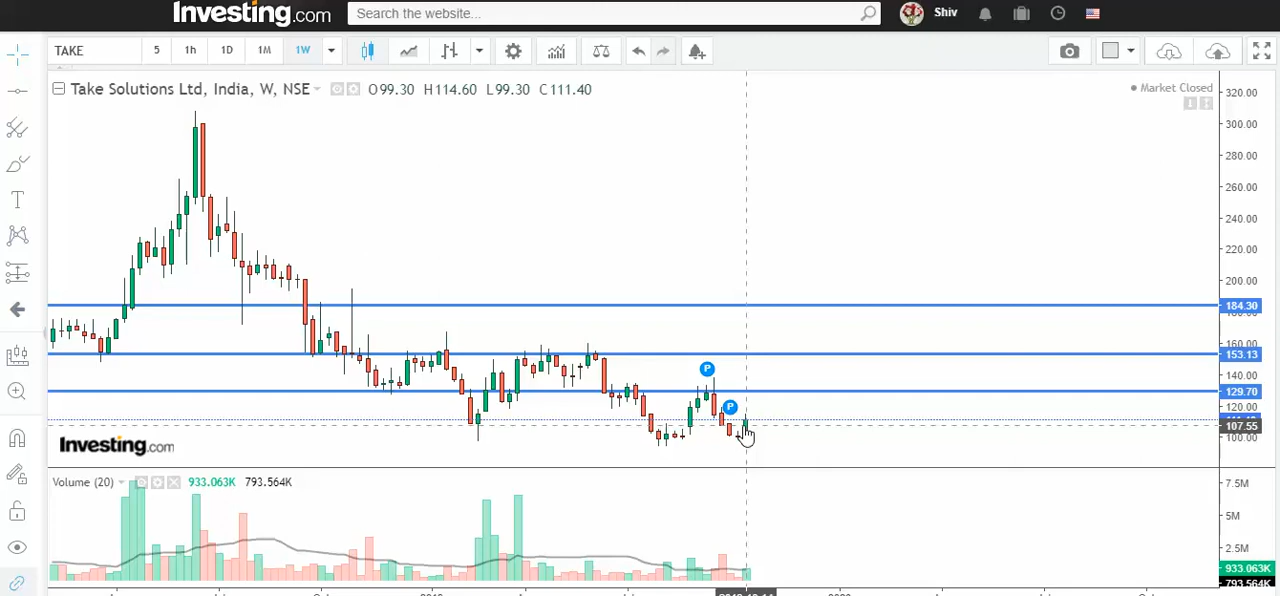 Investing.com
Search the website...
Shiv
TAKE
5 1h 1D 1M 1W
Take Solutions Ltd, India, W, NSE O99.30 H114.60 L99.30 C111.40
Market Closed
320.00
300.00
280.00
260.00
240.00
220.00
200.00
184.30
160.00
153.13
140.00
129.70
120.00
107.55
100.00
P
P
Investing.com
Volume (20) 933.063K 793.564K
7.5M
5M
2.5M
933.063K
793.564K